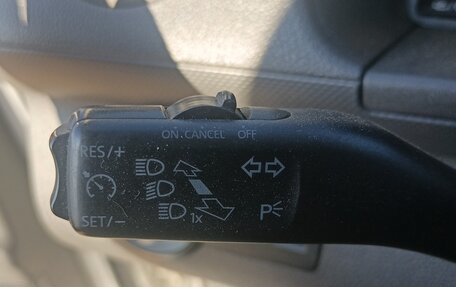 ON CANCEL OFF
RES/+
SET/-
1x
P